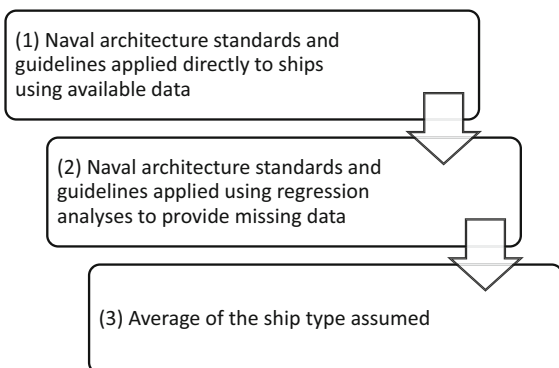 (1) Naval architecture standards and
guidelines applied directly to ships
using available data
(2) Naval architecture standards and
guidelines applied using regression
analyses to provide missing data
(3) Average of the ship type assumed